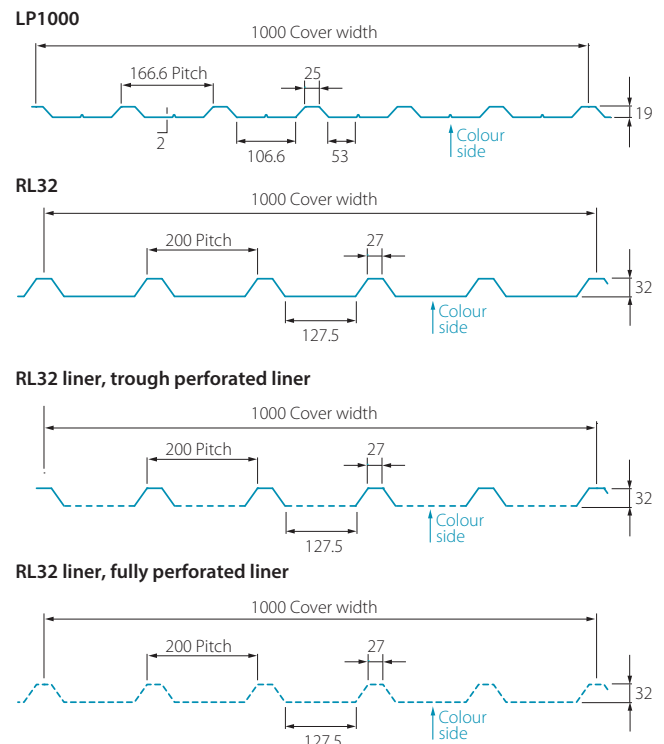 LP1000
1000 Cover width
166.6 Pitch
25
19
2
106.6
53
Colour
side
RL32
1000 Cover width
200 Pitch
27
32
127.5
Colour
side
RL32 liner, trough perforated liner
1000 Cover width
200 Pitch
27
32
127.5
Colour
side
RL32 liner, fully perforated liner
1000 Cover width
200 Pitch
27
32
127.5
Colour
side